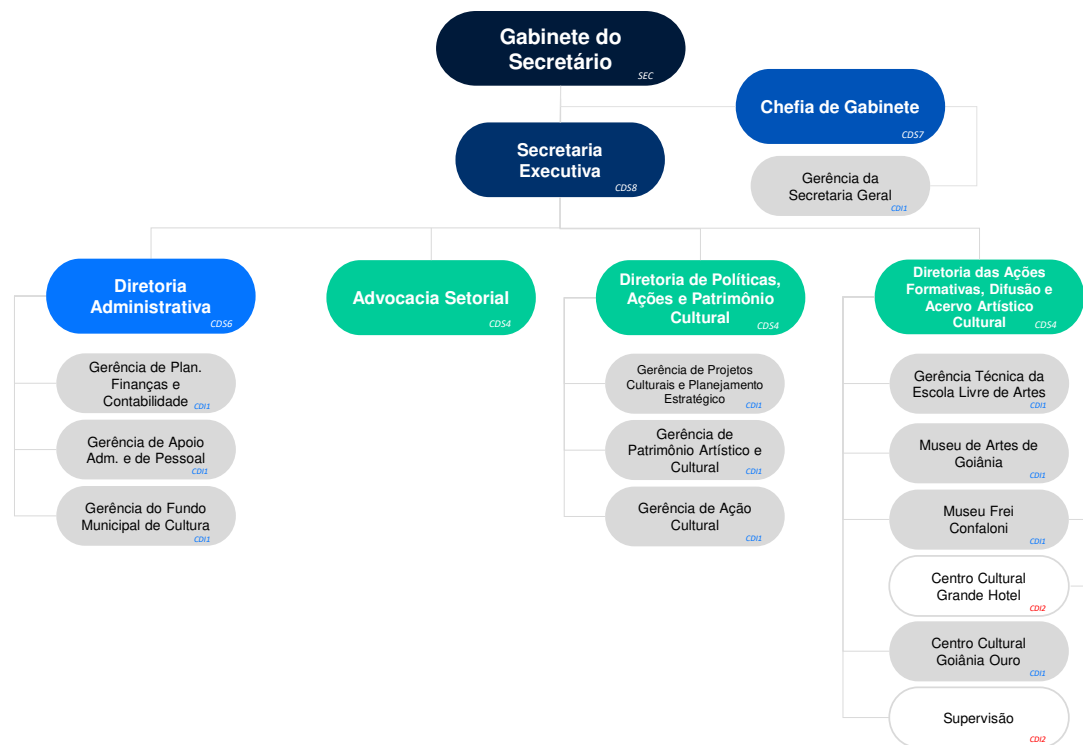 Gabinete do
Secretário
SEC
Chefia de Gabinete
CDS7
Gerência da
Secretaria Geral
CDI1
Secretaria
Executiva
CDS8
Diretoria
Administrativa
CDS6
Gerência de Plan.
Finanças e
Contabilidade
CDI1
Gerência de Apoio
Adm. e de Pessoal
CDI1
Gerência do Fundo
Municipal de Cultura
CDI1
Advocacia Setorial
CDS4
Diretoria de Políticas,
Ações e Patrimônio
Cultural
CDS4
Gerência de Projetos
Culturais e Planejamento
Estratégico
CDI1
Gerência de
Patrimônio Artístico e
Cultural
CDI1
Gerência de Ação
Cultural
CDI1
Diretoria das Ações
Formativas, Difusão e
Acervo Artístico
Cultural
CDS4
Gerência Técnica da
Escola Livre de Artes
CDI1
Museu de Artes de
Goiânia
CDI1
Museu Frei
Confaloni
CDI1
Centro Cultural
Grande Hotel
CDI2
Centro Cultural
Goiânia Ouro
CDI1
Supervisão
CDI2